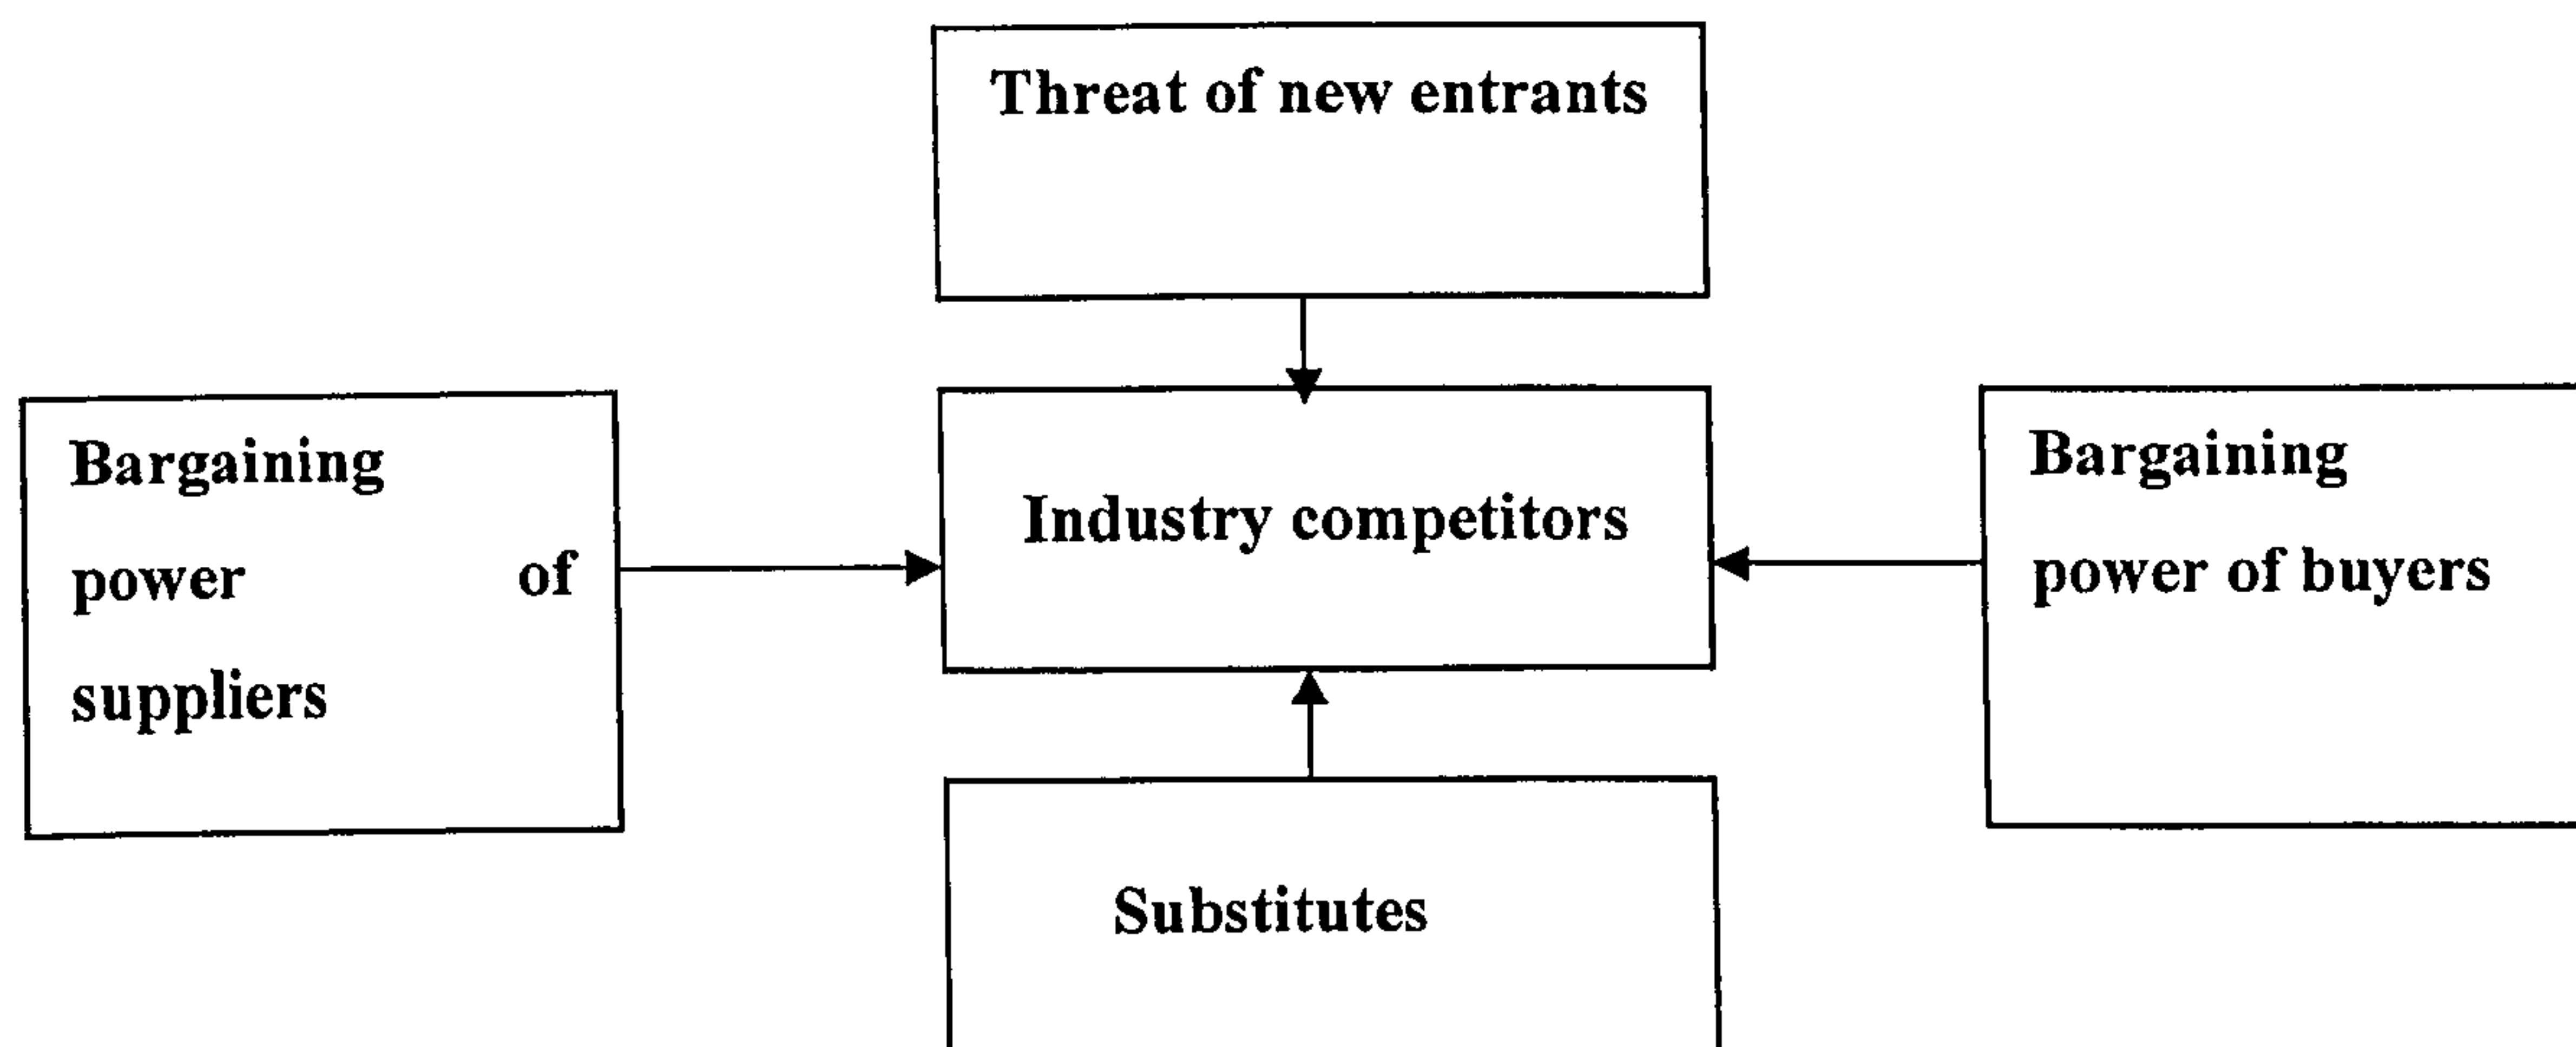 Threat of new entrants
Bargaining
power of
suppliers
Industry competitors
Bargaining
power of buyers
Substitutes